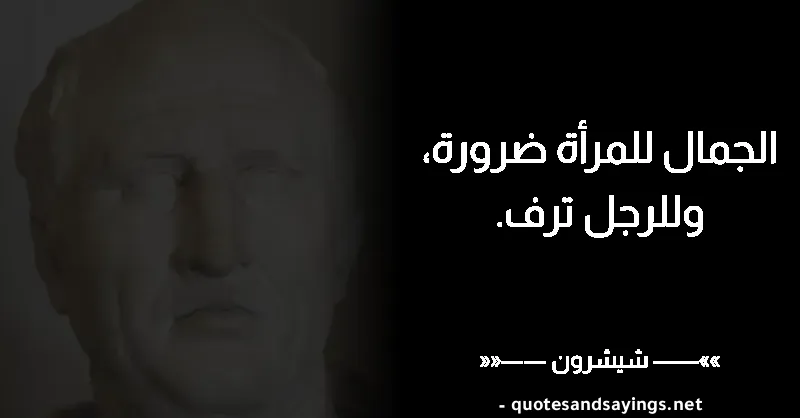 الجمال للمرأة ضرورة،
وللرجل ترف.
»»—— شيشرون ——««
- quotesandsayings.net